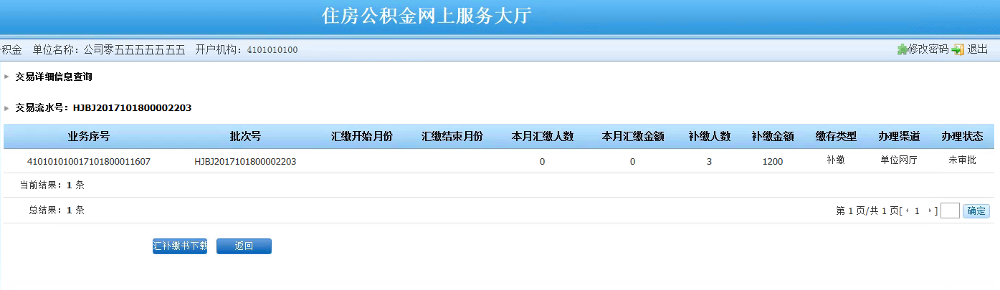 住房公积金网上服务大厅
积金 单位名称：公司零五五五五五五五 开户机构：4101010100 修改密码 退出
交易详细信息查询
交易流水号：HJBJ2017101800002203
业务序号 批次号 汇缴开始月份 汇缴结束月份 本月汇缴人数 本月汇缴金额 补缴人数 补缴金额 缴存类型 办理渠道 办理状态
410101010017101800011607 HJBJ2017101800002203 0 0 3 1200 补缴 单位网厅 未审批
当前结果：1 条
总结果：1 条 第 1 页/共 1 页[ 1 ] 确定
汇补缴书下载 返回